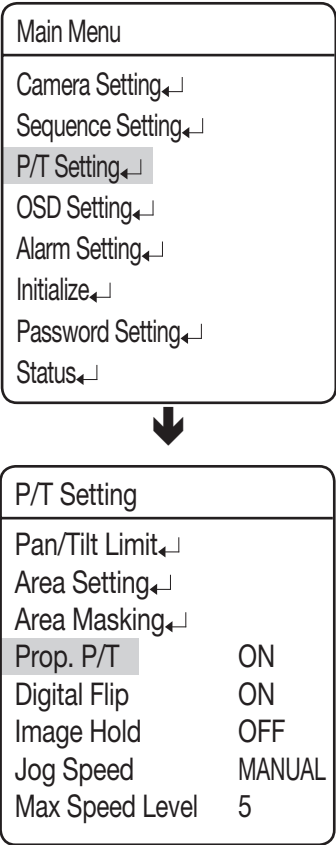 Main Menu
Camera Setting↵
Sequence Setting↵
P/T Setting↵
OSD Setting↵
Alarm Setting↵
Initialize↵
Password Setting↵
Status↵
P/T Setting
Pan/Tilt Limit↵
Area Setting↵
Area Masking↵
Prop. P/T ON
Digital Flip ON
Image Hold OFF
Jog Speed MANUAL
Max Speed Level 5